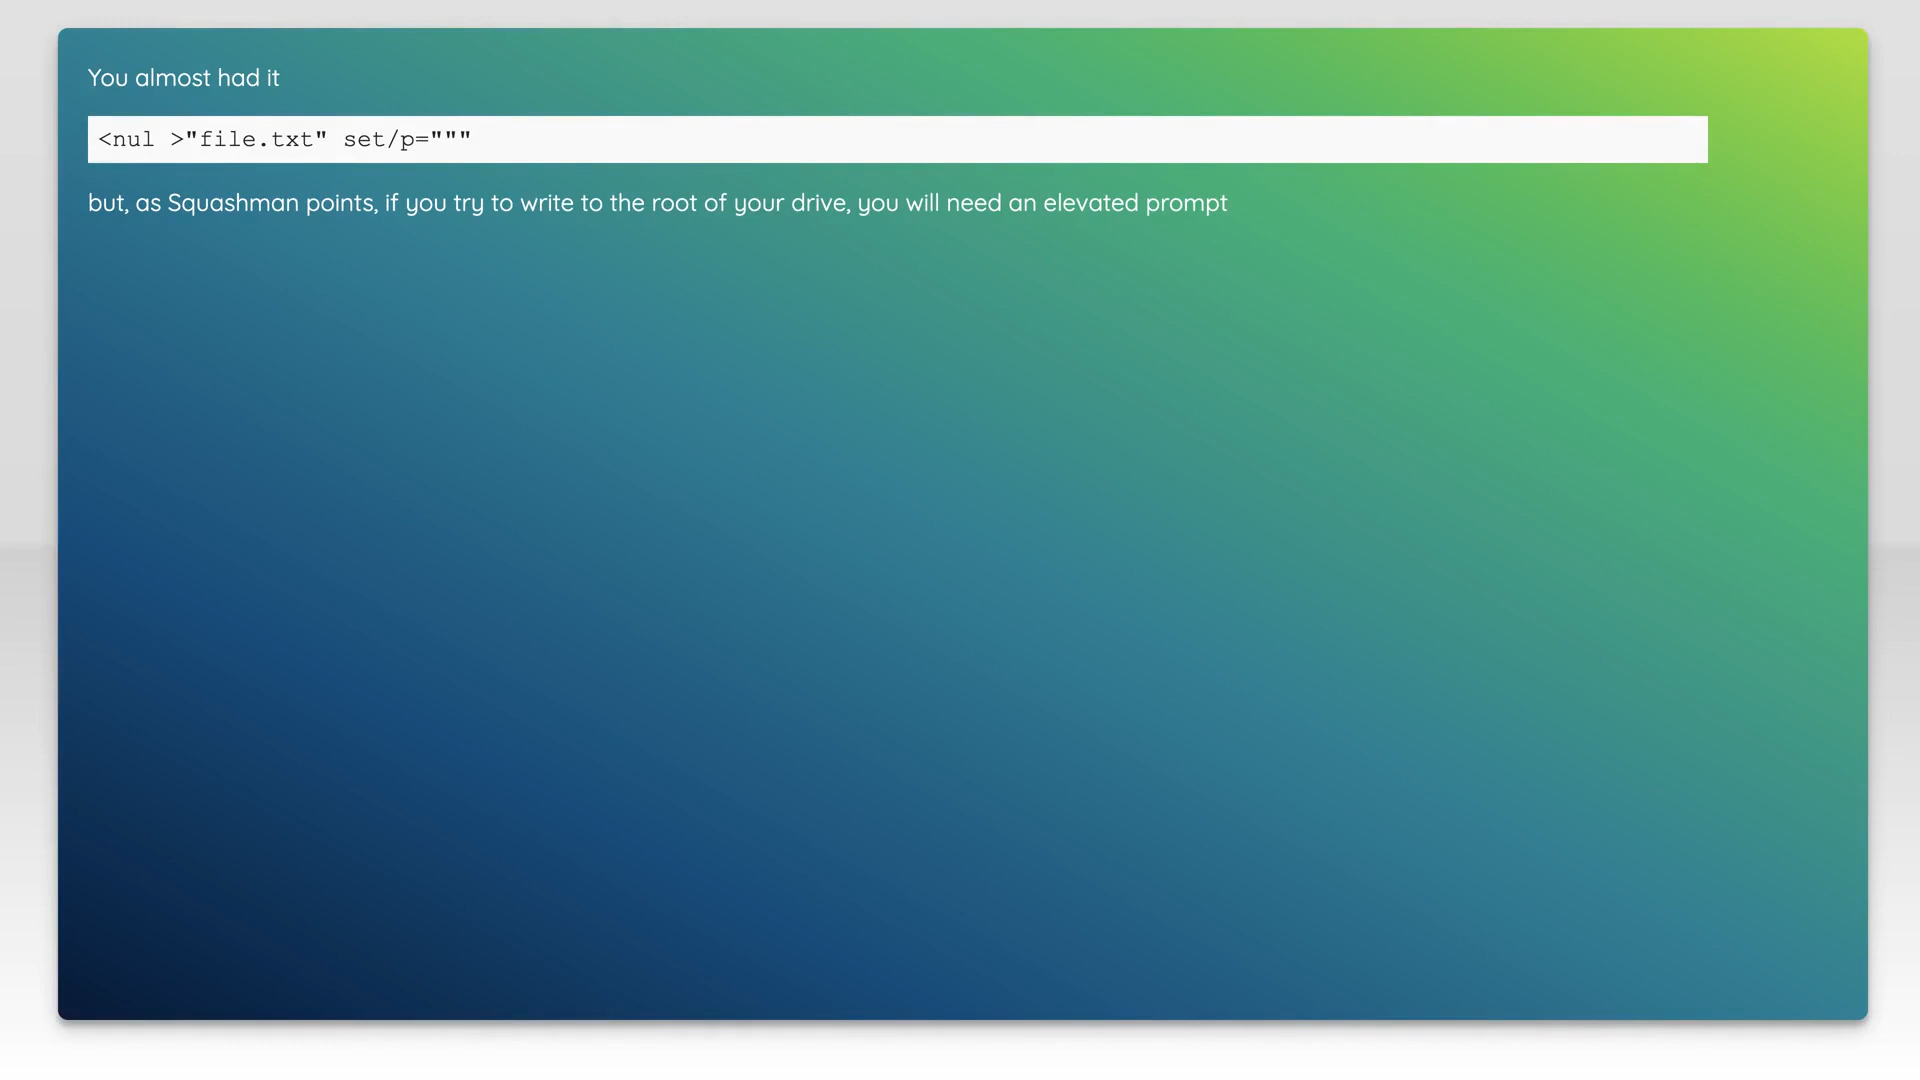 You almost had it
<nul >"file.txt" set/p="""
but, as Squashman points, if you try to write to the root of your drive, you will need an elevated prompt